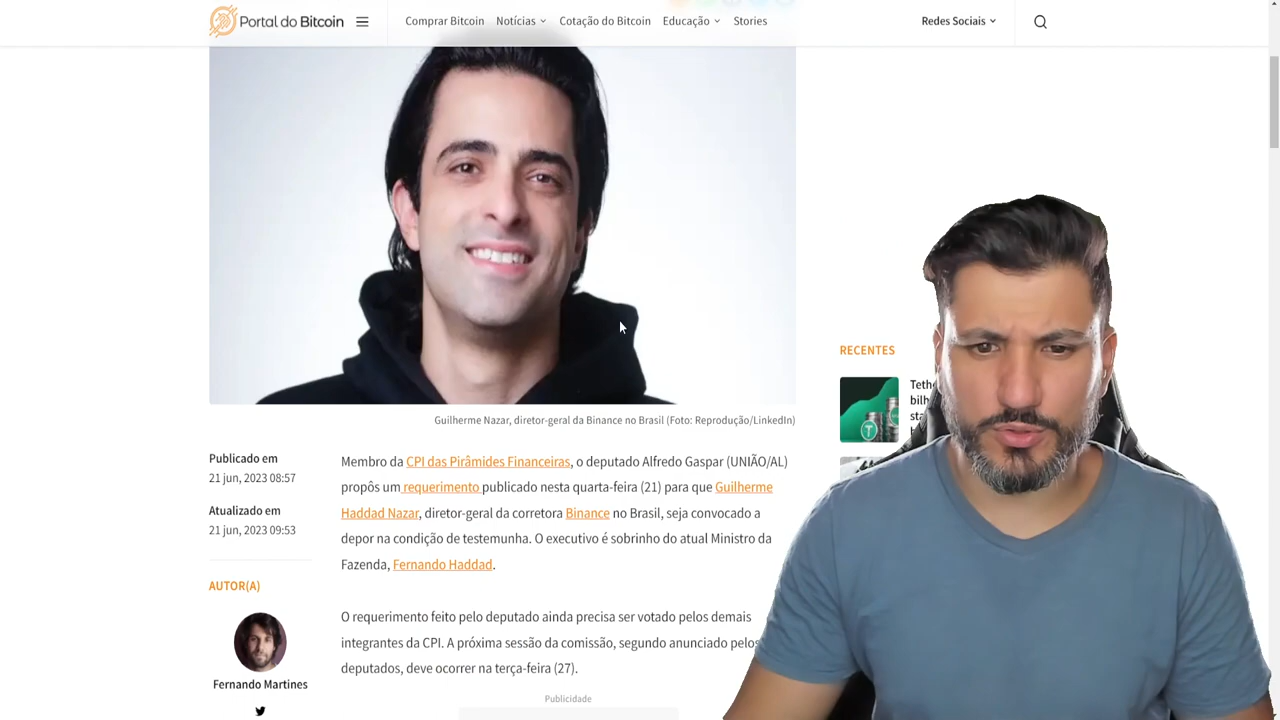 Portal do Bitcoin
Comprar Bitcoin
Notícias
Cotação do Bitcoin
Educação
Stories
Redes Sociais
Guilherme Nazar, diretor-geral da Binance no Brasil (Foto: Reprodução/LinkedIn)
Publicado em
21 jun, 2023 08:57
Atualizado em
21 jun, 2023 09:53
AUTOR(A)
Fernando Martines
Membro da CPI das Pirâmides Financeiras, o deputado Alfredo Gaspar (UNIÃO/AL)
propôs um requerimento publicado nesta quarta-feira (21) para que Guilherme
Haddad Nazar, diretor-geral da corretora Binance no Brasil, seja convocado a
depor na condição de testemunha. O executivo é sobrinho do atual Ministro da
Fazenda, Fernando Haddad.
O requerimento feito pelo deputado ainda precisa ser votado pelos demais
integrantes da CPI. A próxima sessão da comissão, segundo anunciado pelos
deputados, deve ocorrer na terça-feira (27).
Publicidade
RECENTES